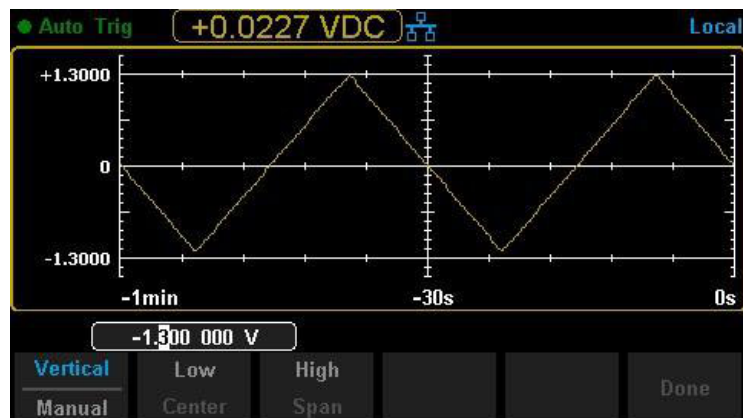 Auto Trig +0.0227 VDC Local
+1.3000
0
-1.3000
-1min -30s 0s
-1.300 000 V
Vertical Low High
Manual Center Span Done